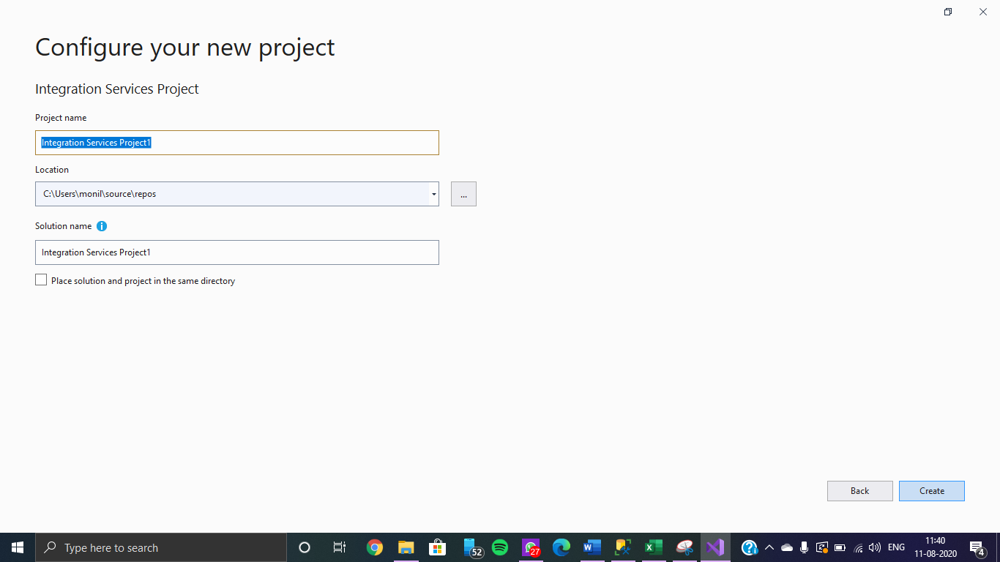 Configure your new project
Integration Services Project
Project name
Integration Services Project1
Location
C:\Users\monil\source\repos
...
Solution name
Integration Services Project1
Place solution and project in the same directory
Back
Create
Type here to search
52
27
ENG
11:40
11-08-2020
4